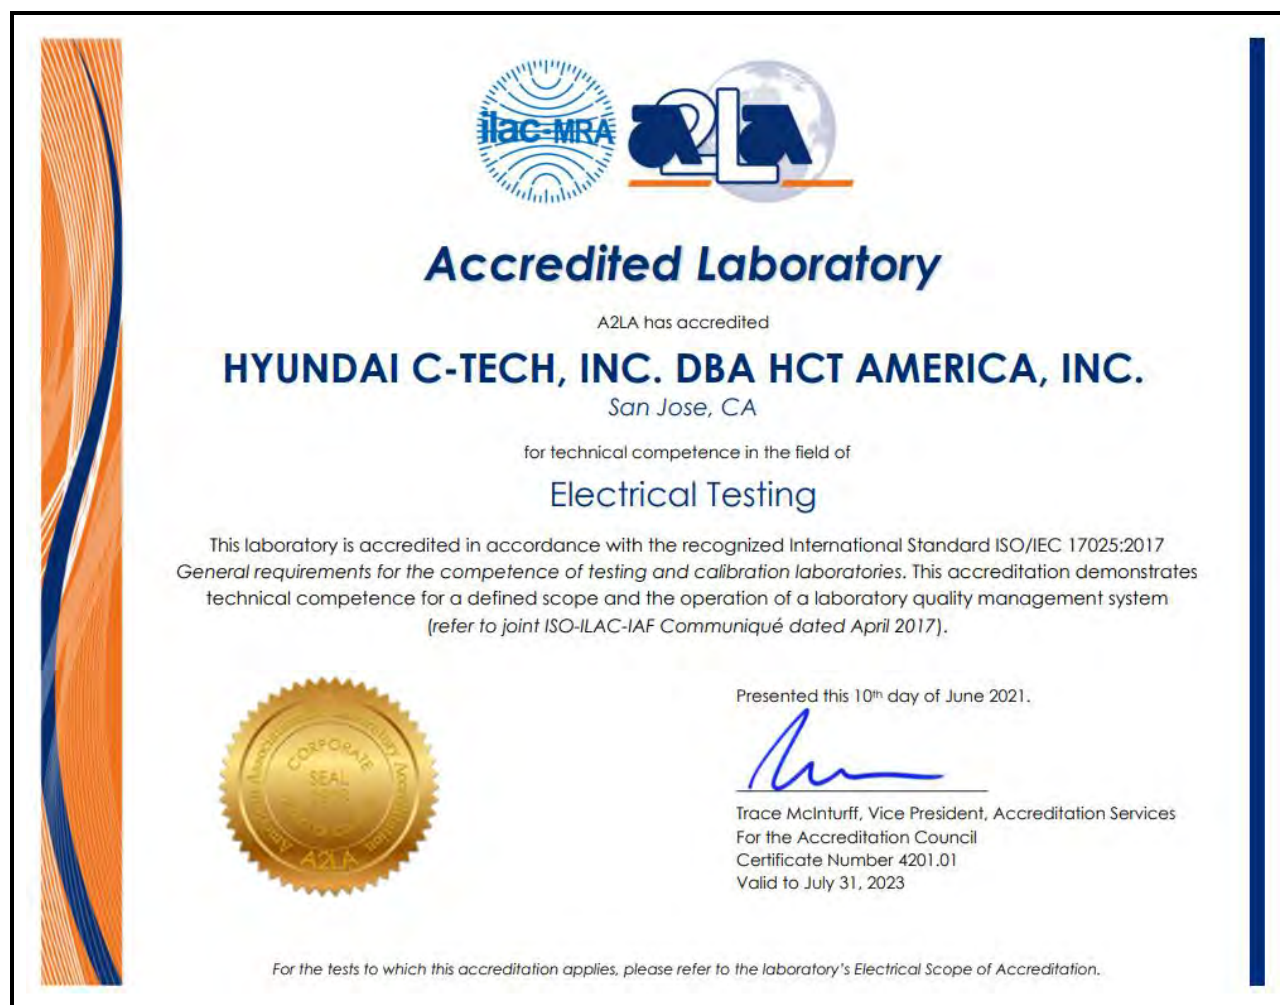 ilac-MRA
A2LA
Accredited Laboratory
A2LA has accredited
HYUNDAI C-TECH, INC. DBA HCT AMERICA, INC.
San Jose, CA
for technical competence in the field of
Electrical Testing
This laboratory is accredited in accordance with the recognized International Standard ISO/IEC 17025:2017
General requirements for the competence of testing and calibration laboratories. This accreditation demonstrates
technical competence for a defined scope and the operation of a laboratory quality management system
(refer to joint ISO-ILAC-IAF Communiqué dated April 2017).
CORPORATE
SEAL
A2LA
Presented this 10th day of June 2021.
Trace McInturff, Vice President, Accreditation Services
For the Accreditation Council
Certificate Number 4201.01
Valid to July 31, 2023
For the tests to which this accreditation applies, please refer to the laboratory's Electrical Scope of Accreditation.